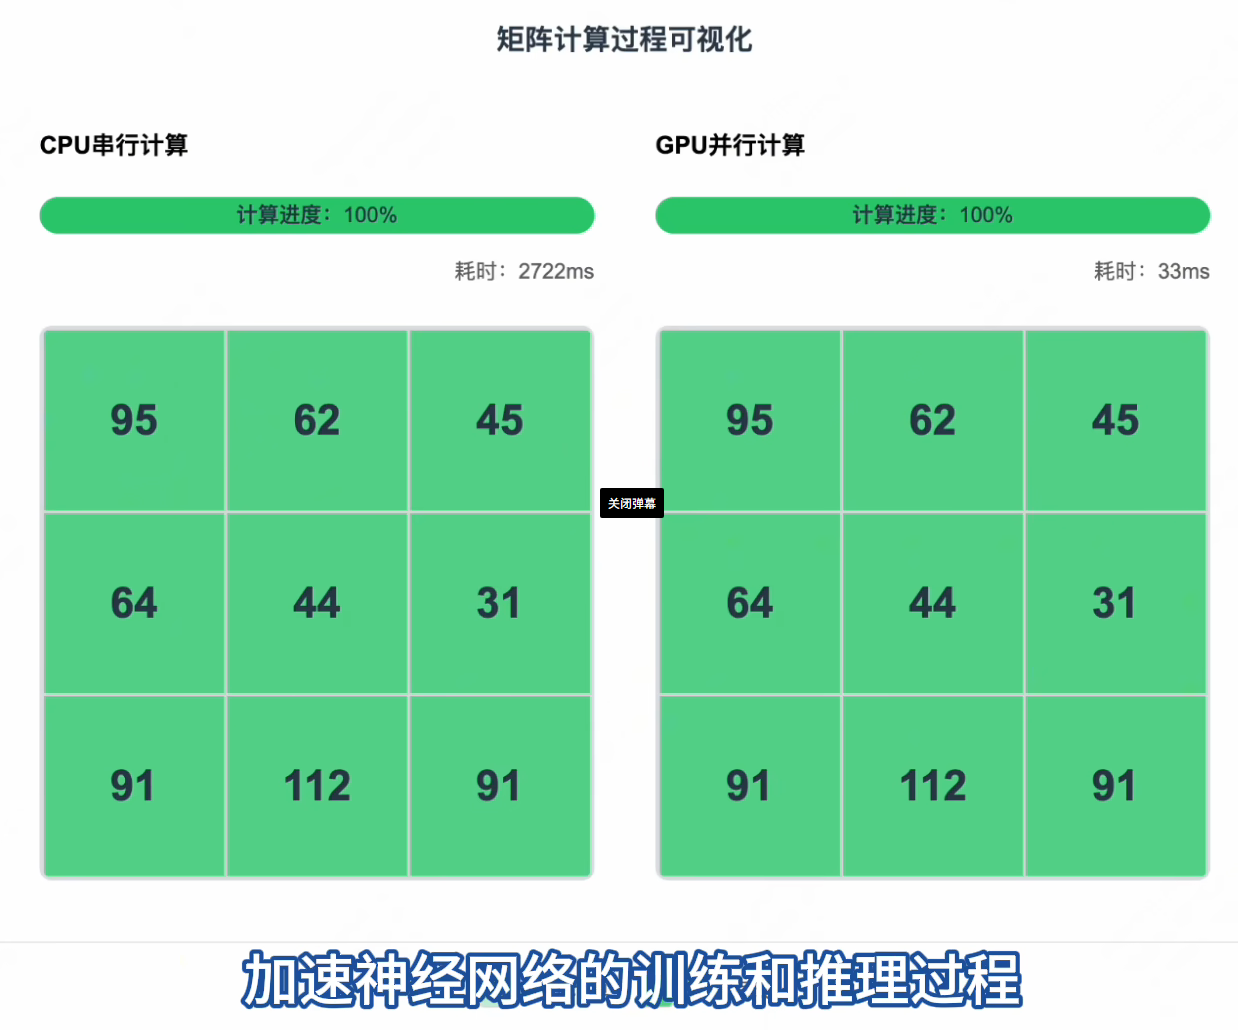 矩阵计算过程可视化
CPU串行计算
计算进度：100%
耗时：2722ms
95 62 45
64 44 31
91 112 91
GPU并行计算
计算进度：100%
耗时：33ms
95 62 45
64 44 31
91 112 91
关闭弹幕
加速神经网络的训练和推理过程